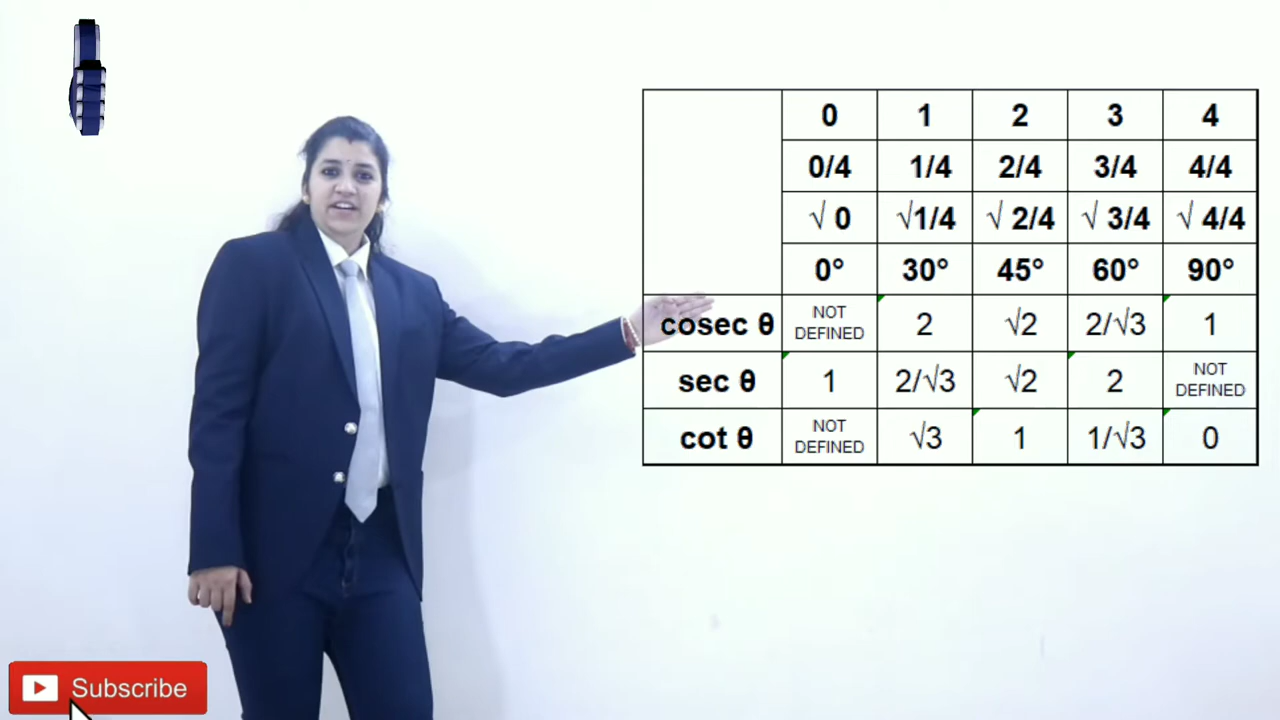 0 1 2 3 4
0/4 1/4 2/4 3/4 4/4
√ 0 √1/4 √ 2/4 √ 3/4 √ 4/4
0° 30° 45° 60° 90°
cosec θ NOT DEFINED 2 √2 2/√3 1
sec θ 1 2/√3 √2 2 NOT DEFINED
cot θ NOT DEFINED √3 1 1/√3 0
Subscribe